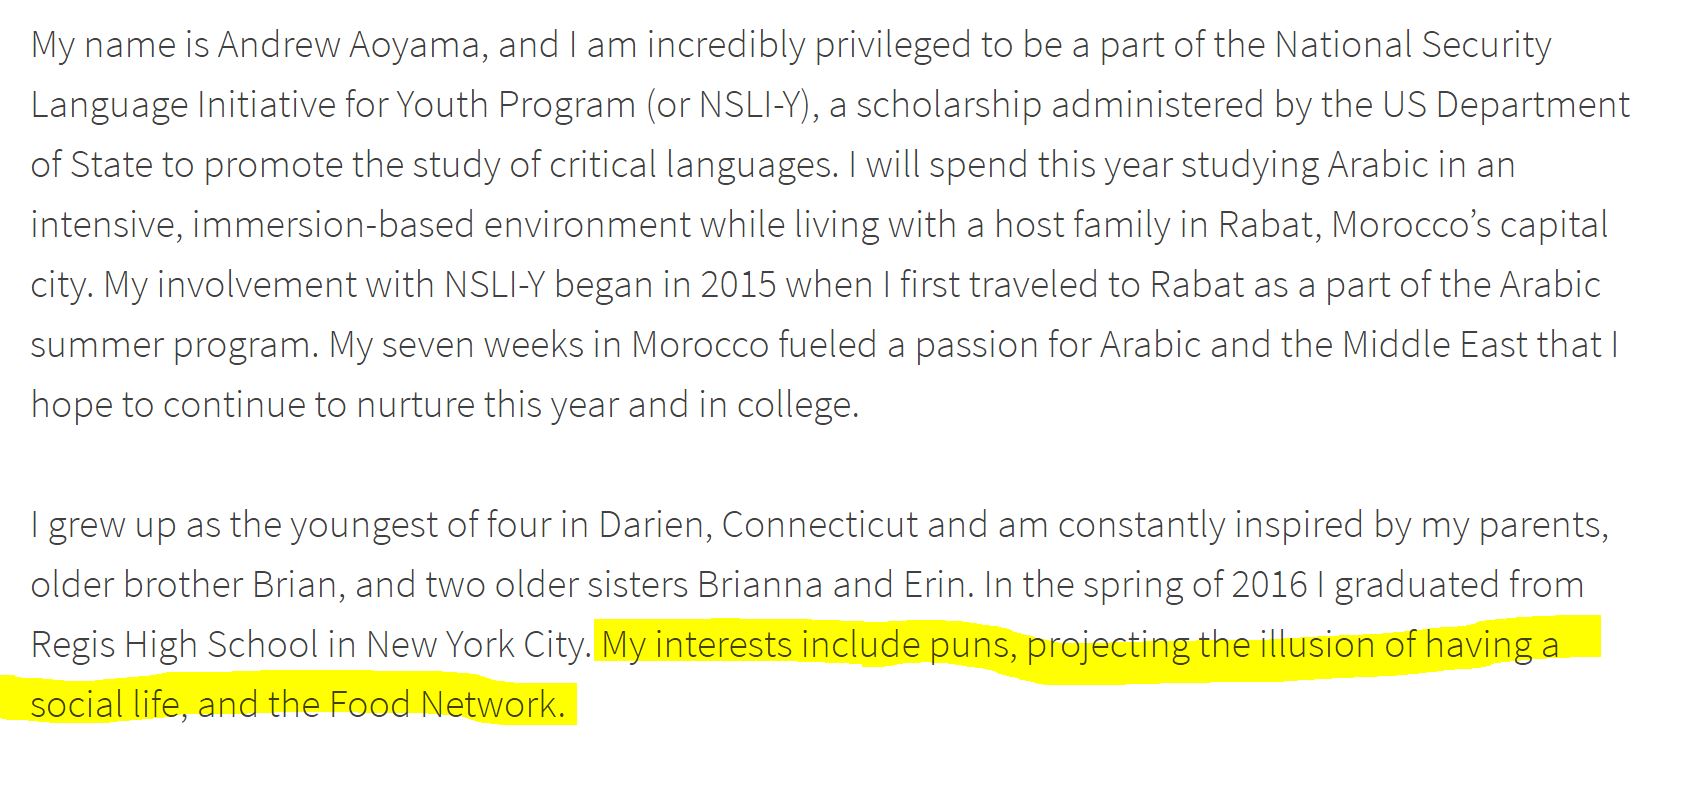 My name is Andrew Aoyama, and I am incredibly privileged to be a part of the National Security
Language Initiative for Youth Program (or NSLI-Y), a scholarship administered by the US Department
of State to promote the study of critical languages. I will spend this year studying Arabic in an
intensive, immersion-based environment while living with a host family in Rabat, Morocco’s capital
city. My involvement with NSLI-Y began in 2015 when I first traveled to Rabat as a part of the Arabic
summer program. My seven weeks in Morocco fueled a passion for Arabic and the Middle East that I
hope to continue to nurture this year and in college.
I grew up as the youngest of four in Darien, Connecticut and am constantly inspired by my parents,
older brother Brian, and two older sisters Brianna and Erin. In the spring of 2016 I graduated from
Regis High School in New York City. My interests include puns, projecting the illusion of having a
social life, and the Food Network.